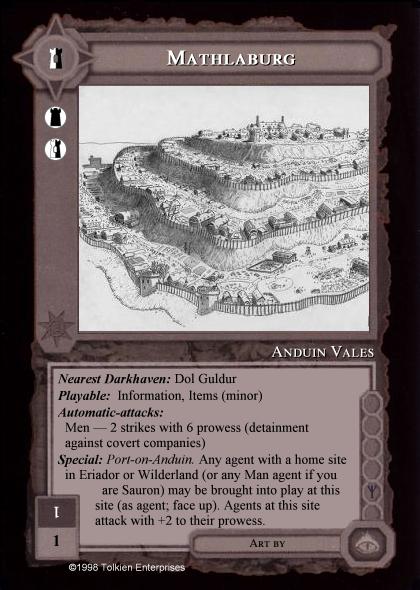 MATHLABURG
ANDUIN VALES
Nearest Darkhaven: Dol Guldur
Playable: Information, Items (minor)
Automatic-attacks:
Men — 2 strikes with 6 prowess (detainment
against covert companies)
Special: Port-on-Anduin. Any agent with a home site
in Eriador or Wilderland (or any Man agent if you
are Sauron) may be brought into play at this
site (as agent; face up). Agents at this site
attack with +2 to their prowess.
1
1
ART BY
©1998 Tolkien Enterprises